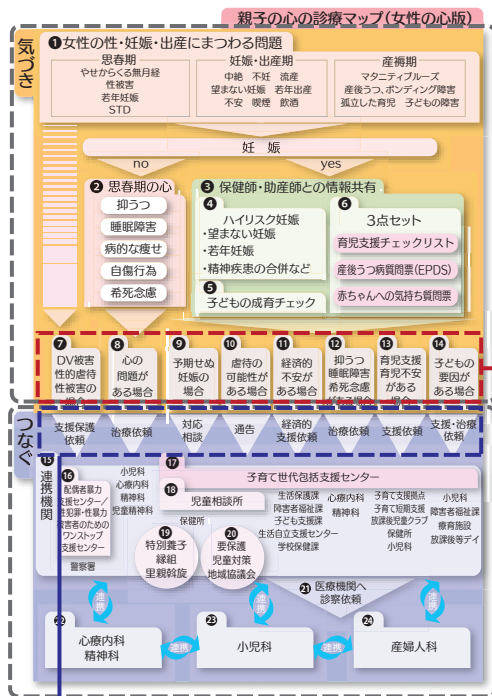 親子の心の診療マップ(女性の心版)
気づき
❶女性の性・妊娠・出産にまつわる問題
思春期
やせからくる無月経
性被害
若年妊娠
STD
妊娠・出産期
中絶 不妊 流産
望まない妊娠 若年出産
不安 喫煙 飲酒
産褥期
マタニティブルーズ
産後うつ、ボンディング障害
孤立した育児 子どもの障害
妊 娠
no
yes
❷ 思春期の心
抑うつ
睡眠障害
病的な痩せ
自傷行為
希死念慮
❸ 保健師・助産師との情報共有
❹
ハイリスク妊娠
・望まない妊娠
・若年妊娠
・精神疾患の合併など
❺
子どもの成育チェック
❻
3点セット
育児支援チェックリスト
産後うつ病質問票(EPDS)
赤ちゃんへの気持ち質問票
❼
DV被害
性的虐待
性被害の
場合
❽
心の
問題が
ある場合
❾
予期せぬ
妊娠の
場合
❿
虐待の
可能性が
ある場合
⓫
経済的
不安が
ある場合
⓬
抑うつ
睡眠障害
希死念慮
がある場合
⓭
育児支援
育児不安
がある
場合
⓮
子どもの
要因が
ある場合
つなぐ
支援保護
依頼
治療依頼
対応
相談
通告
経済的
支援依頼
治療依頼
支援依頼
支援・治療
依頼
⓯
連携機関
⓰
配偶者暴力
支援センター/
性犯罪・性暴力
被害者のための
ワンストップ
支援センター
警察署
小児科
心療内科
精神科
児童精神科
⓱
子育て世代包括支援センター
⓲
児童相談所
保健所
⓳
特別養子
縁組
里親斡旋
⓴
要保護
児童対策
地域協議会
生活保護課
障害者福祉課
子ども支援課
生活自立支援センター
学校保健課
心療内科
精神科
子育て支援拠点
子育て短期支援
放課後児童クラブ
保健所
小児科
小児科
障害者福祉課
療育施設
放課後等デイ
㉑ 医療機関へ
診察依頼
連携
連携
連携
㉒
心療内科
精神科
連携
㉓
小児科
連携
㉔
産婦人科